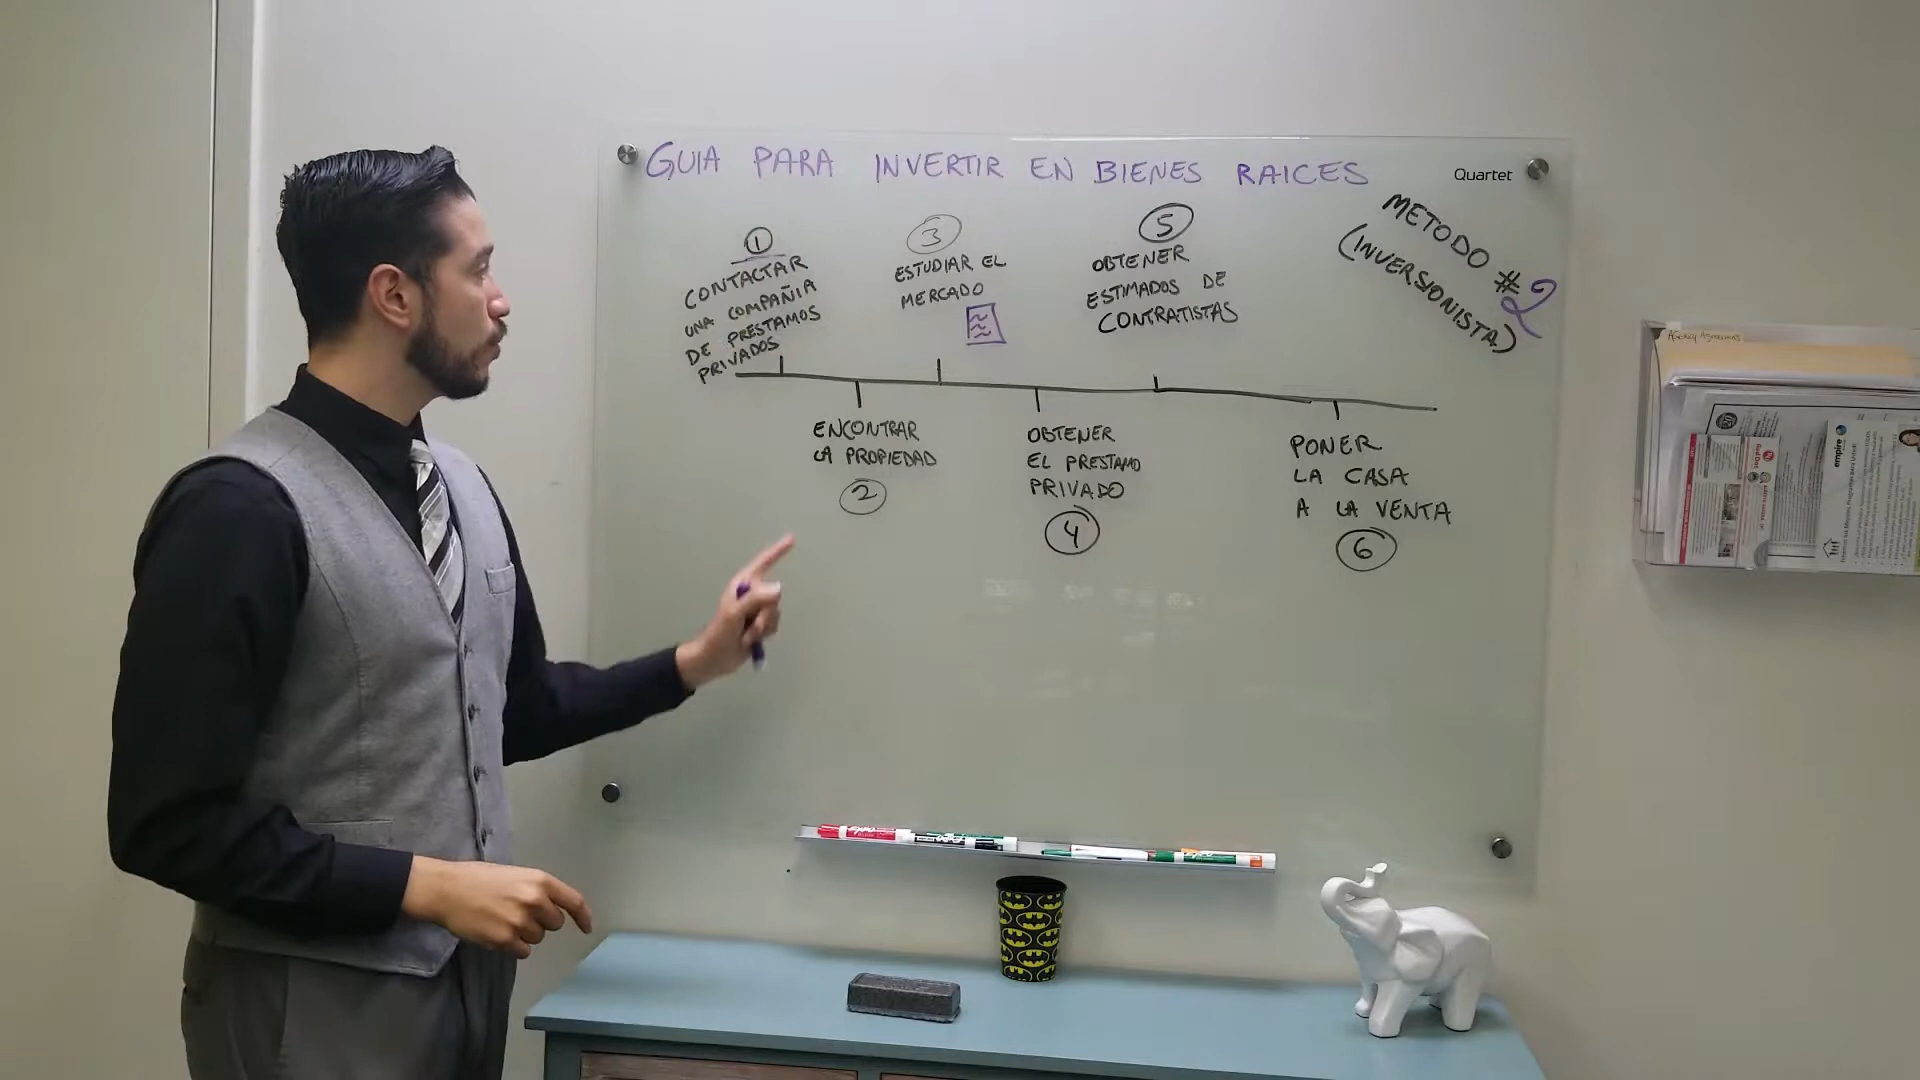 GUIA PARA INVERTIR EN BIENES RAICES
Quartet
METODO #2
(INVERSIONISTA)
1
CONTACTAR
UNA COMPAÑIA
DE PRESTAMOS
PRIVADOS
ENCONTRAR
LA PROPIEDAD
2
3
ESTUDIAR EL
MERCADO
OBTENER
EL PRESTAMO
PRIVADO
4
5
OBTENER
ESTIMADOS DE
CONTRATISTAS
PONER
LA CASA
A LA VENTA
6
empire